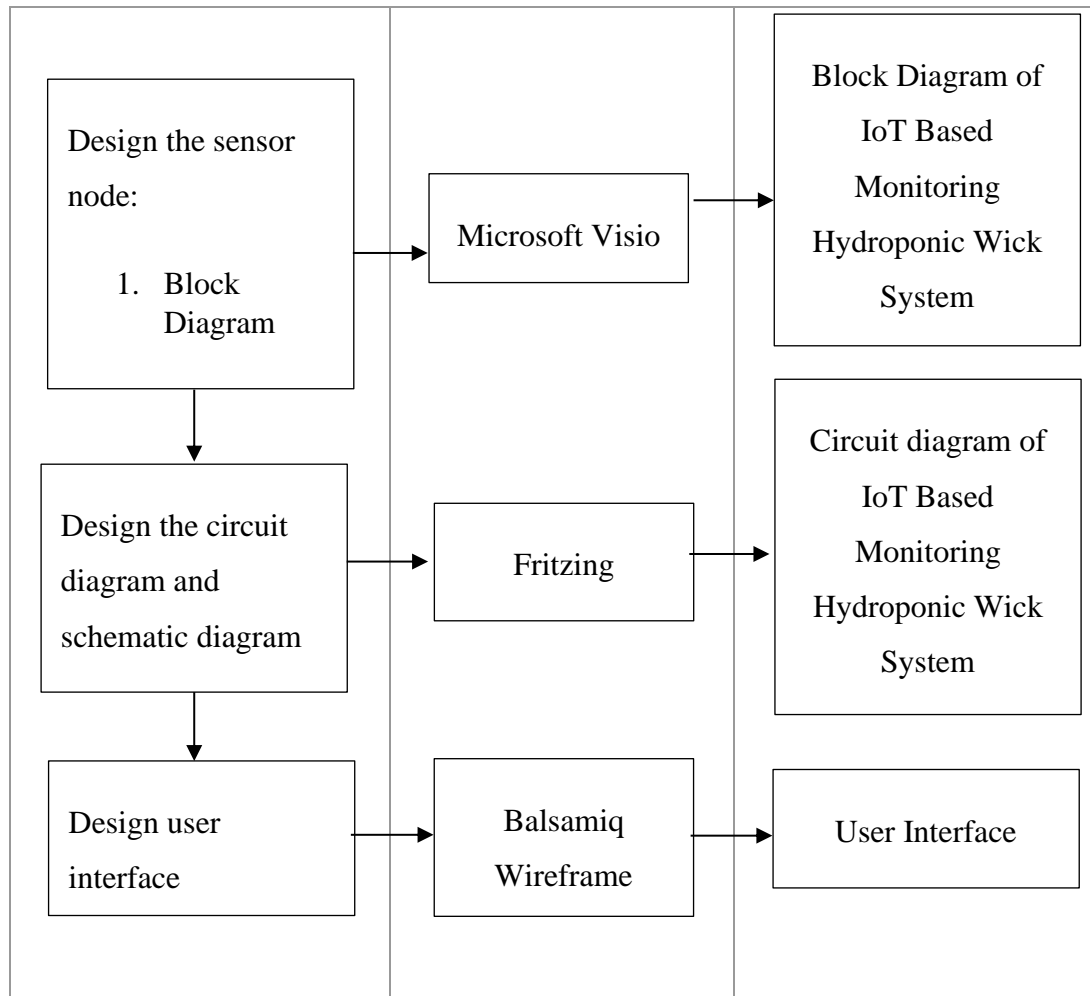 Design the sensor
node:
1. Block
Diagram
Microsoft Visio
Block Diagram of
IoT Based
Monitoring
Hydroponic Wick
System
Design the circuit
diagram and
schematic diagram
Fritzing
Circuit diagram of
IoT Based
Monitoring
Hydroponic Wick
System
Design user
interface
Balsamiq
Wireframe
User Interface